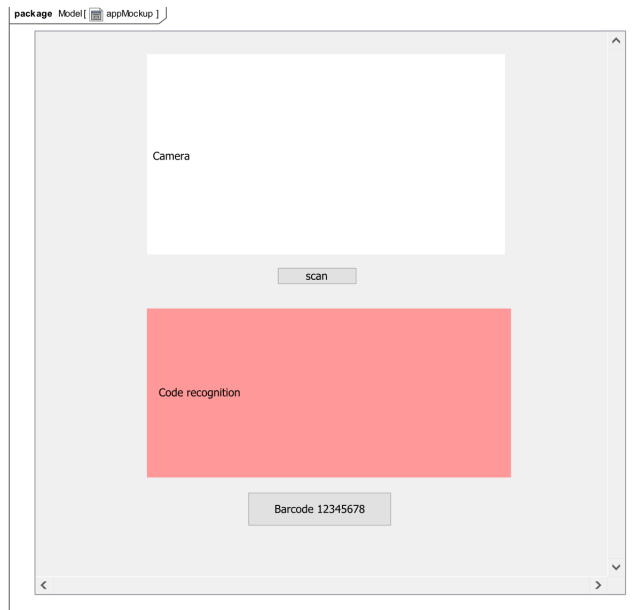 package Model [ appMockup ]
Camera
scan
Code recognition
Barcode 12345678